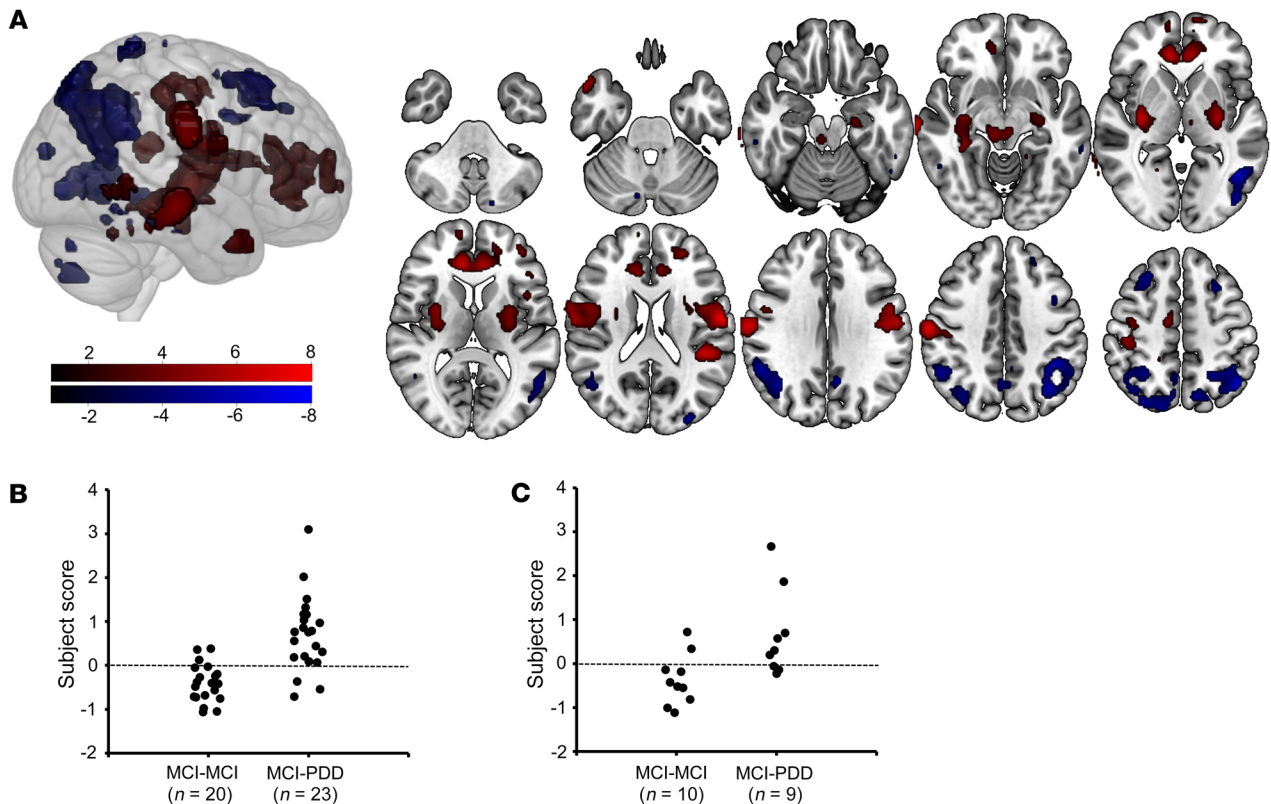 A
2 4 6 8
-2 -4 -6 -8
B
Subject score
4
3
2
1
0
-1
-2
MCI-MCI
(n = 20)
MCI-PDD
(n = 23)
C
Subject score
4
3
2
1
0
-1
-2
MCI-MCI
(n = 10)
MCI-PDD
(n = 9)